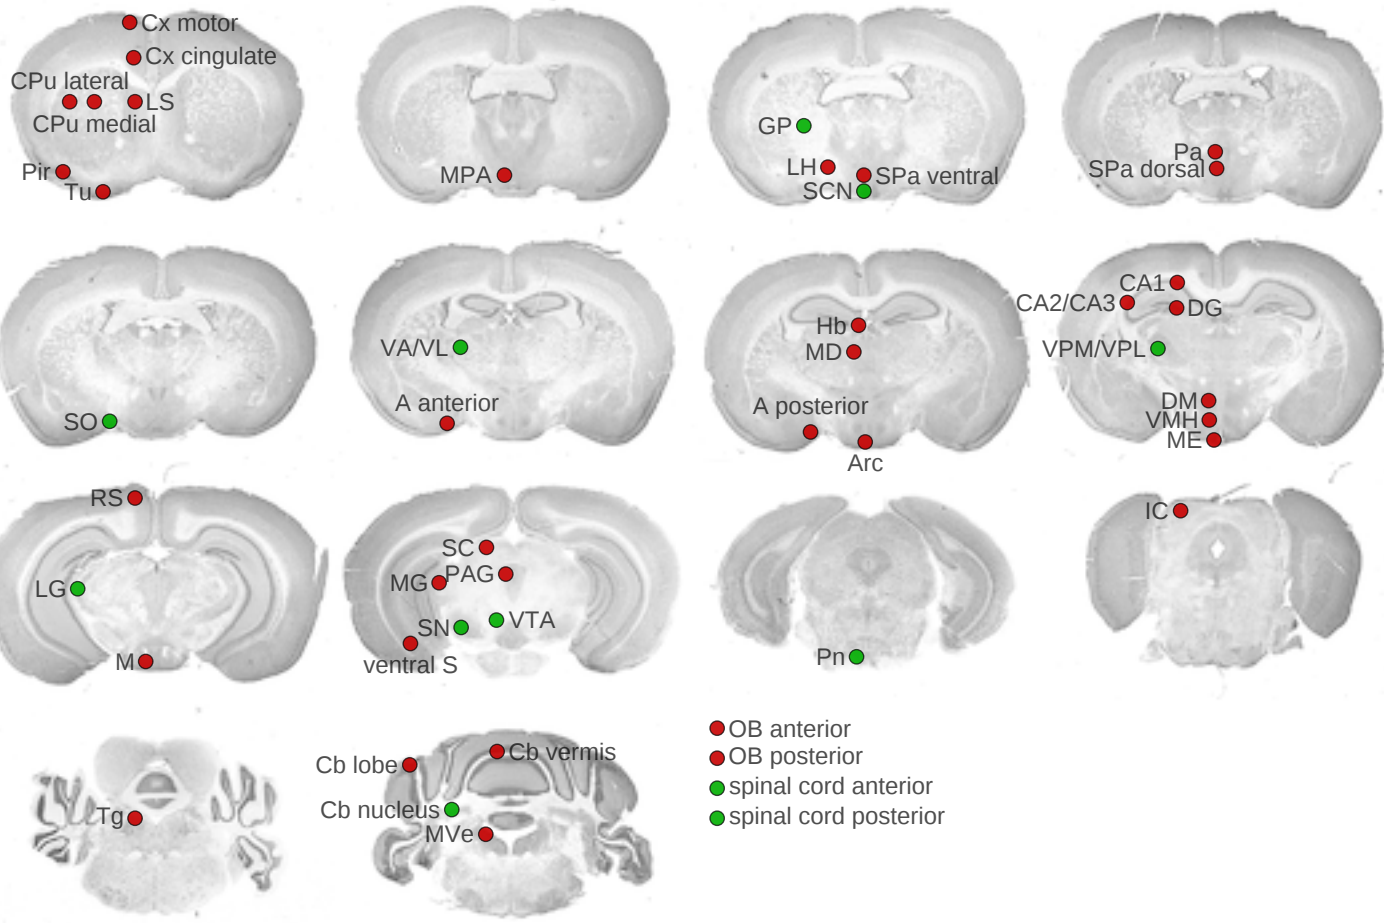 Cx motor
Cx cingulate
CPu lateral
LS
CPu medial
Pir
Tu
MPA
GP
LH
SPa ventral
SCN
Pa
SPa dorsal
SO
VA/VL
A anterior
Hb
MD
A posterior
Arc
CA1
CA2/CA3
DG
VPM/VPL
DM
VMH
ME
RS
LG
M
SC
MG
PAG
SN
VTA
ventral S
Pn
IC
Tg
Cb lobe
Cb vermis
Cb nucleus
MVe
OB anterior
OB posterior
spinal cord anterior
spinal cord posterior